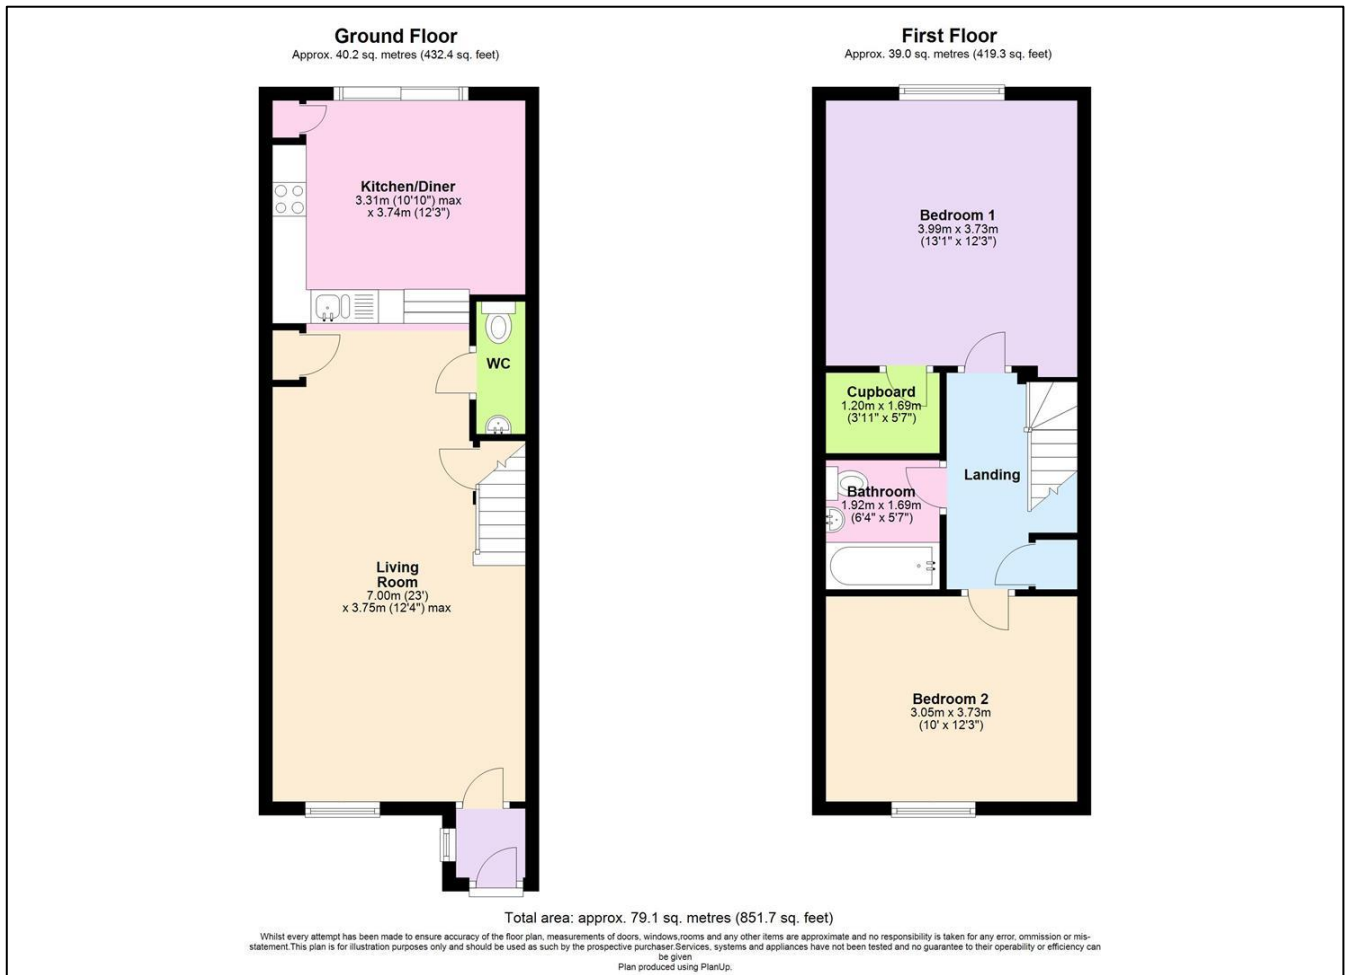 Ground Floor
Approx. 40.2 sq. metres (432.4 sq. feet)
Kitchen/Diner
3.31m (10'10") max
x 3.74m (12'3")
WC
Living
Room
7.00m (23')
x 3.75m (12'4") max
First Floor
Approx. 39.0 sq. metres (419.3 sq. feet)
Bedroom 1
3.99m x 3.73m
(13'1" x 12'3")
Cupboard
1.20m x 1.69m
(3'11" x 5'7")
Landing
Bathroom
1.92m x 1.69m
(6'4" x 5'7")
Bedroom 2
3.05m x 3.73m
(10' x 12'3")
Total area: approx. 79.1 sq. metres (851.7 sq. feet)
Whilst every attempt has been made to ensure accuracy of the floor plan, measurements of doors, windows,rooms and any other items are approximate and no responsibility is taken for any error, ommission or mis-
statement.This plan is for illustration purposes only and should be used as such by the prospective purchaser.Services, systems and appliances have not been tested and no guarantee to their operability or efficiency can
be given
Plan produced using PlanUp.